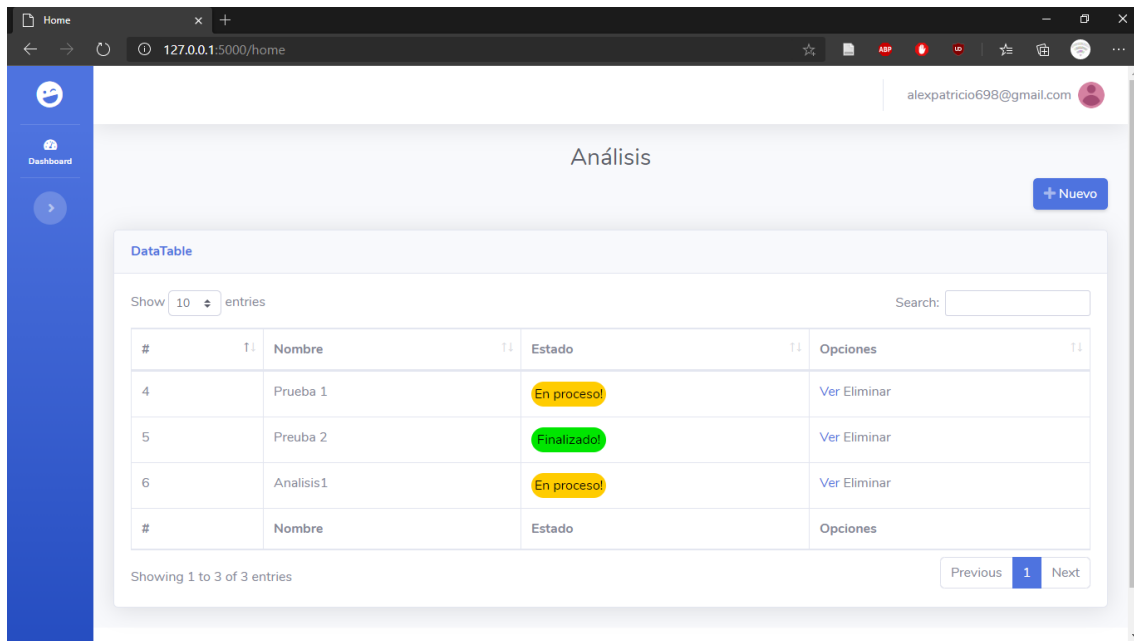 Home
127.0.0.1:5000/home
ABP
UD
alexpatricio698@gmail.com
Dashboard
Análisis
Nuevo
DataTable
Show 10 entries
Search:
# Nombre Estado Opciones
4 Prueba 1 En proceso! Ver Eliminar
5 Preuba 2 Finalizado! Ver Eliminar
6 Analisis1 En proceso! Ver Eliminar
# Nombre Estado Opciones
Showing 1 to 3 of 3 entries
Previous 1 Next